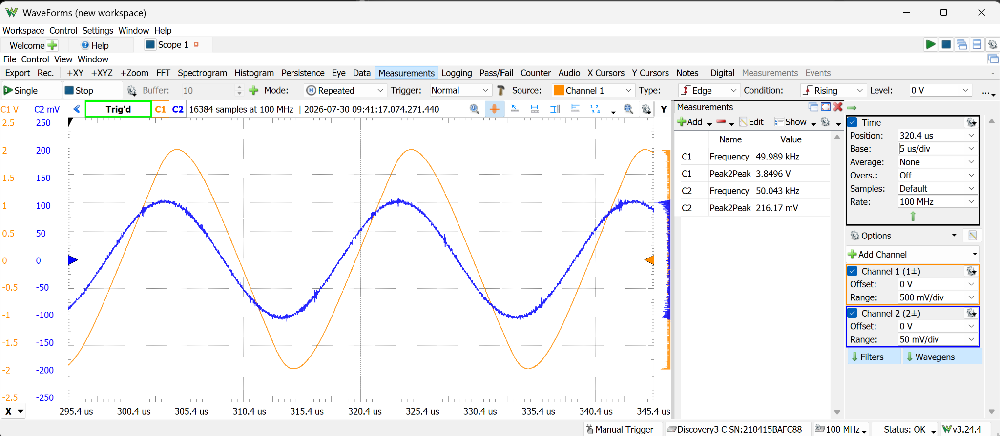 WaveForms (new workspace)
Workspace Control Settings Window Help
Welcome Help Scope 1
File Control View Window
Export Rec. +XY +XYZ +Zoom FFT Spectrogram Histogram Persistence Eye Data Measurements Logging Pass/Fail Counter Audio X Cursors Y Cursors Notes Digital Measurements Events
Single Stop Buffer: 10 Mode: Repeated Trigger: Normal Source: Channel 1 Type: Edge Condition: Rising Level: 0 V ...
C1 V C2 mV Trig'd C1 C2 16384 samples at 100 MHz | 2026-07-30 09:41:17.074.271.440 Y
2.5 250
2 200
1.5 150
1 100
0.5 50
0 0
-0.5 -50
-1 -100
-1.5 -150
-2 -200
-2.5 -250
X 295.4 us 300.4 us 305.4 us 310.4 us 315.4 us 320.4 us 325.4 us 330.4 us 335.4 us 340.4 us 345.4 us
Measurements
Add Edit Show
Name Value
C1 Frequency 49.989 kHz
C1 Peak2Peak 3.8496 V
C2 Frequency 50.043 kHz
C2 Peak2Peak 216.17 mV
Time
Position: 320.4 us
Base: 5 us/div
Average: None
Overs.: Off
Samples: Default
Rate: 100 MHz
Options
Add Channel
Channel 1 (1±)
Offset: 0 V
Range: 500 mV/div
Channel 2 (2±)
Offset: 0 V
Range: 50 mV/div
Filters Wavegens
Manual Trigger Discovery3 C SN:210415BAFC88 100 MHz Status: OK v3.24.4